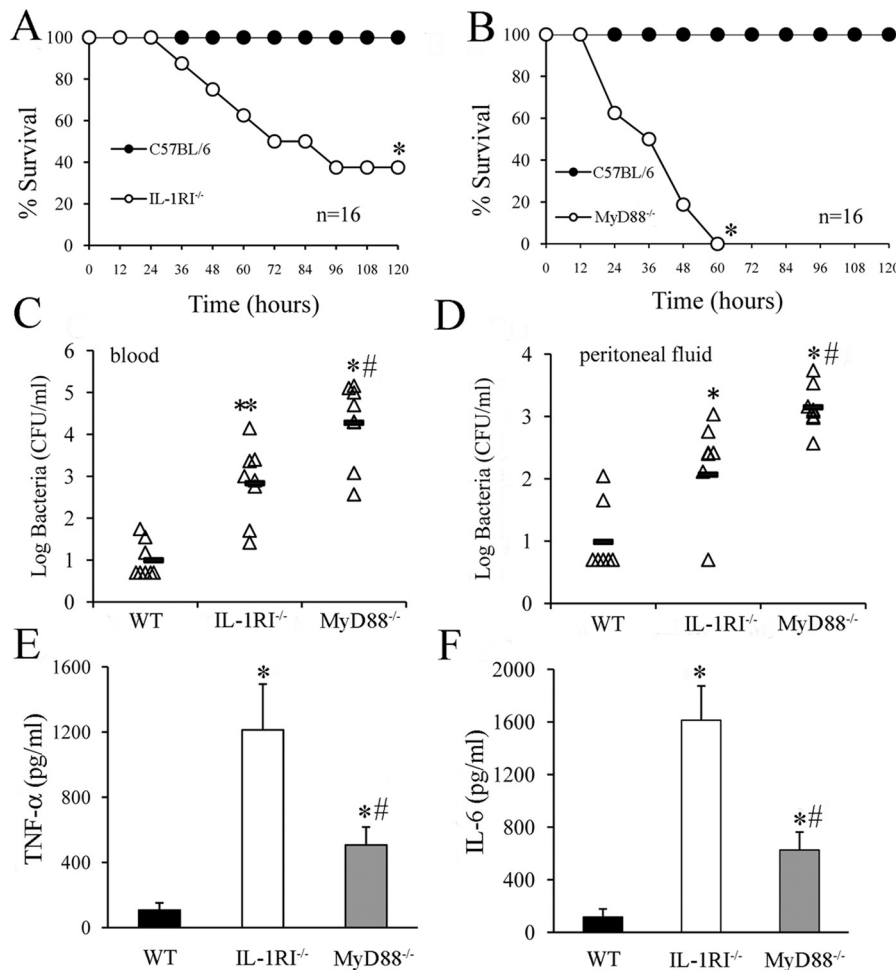 A
B
100
80
60
40
20
0
% Survival
C57BL/6
IL-1RI-/-
n=16
*
0 12 24 36 48 60 72 84 96 108 120
Time (hours)
100
80
60
40
20
0
% Survival
C57BL/6
MyD88-/-
n=16
*
0 12 24 36 48 60 72 84 96 108 120
Time (hours)
C
blood
6
5
4
3
2
1
0
Log Bacteria (CFU/ml)
**
*#
WT IL-1RI-/- MyD88-/-
D
peritoneal fluid
4
3
2
1
0
Log Bacteria (CFU/ml)
*
*#
WT IL-1RI-/- MyD88-/-
E
1600
1200
800
400
0
TNF-α (pg/ml)
*
*#
WT IL-1RI-/- MyD88-/-
F
2000
1600
1200
800
400
0
IL-6 (pg/ml)
*
*#
WT IL-1RI-/- MyD88-/-